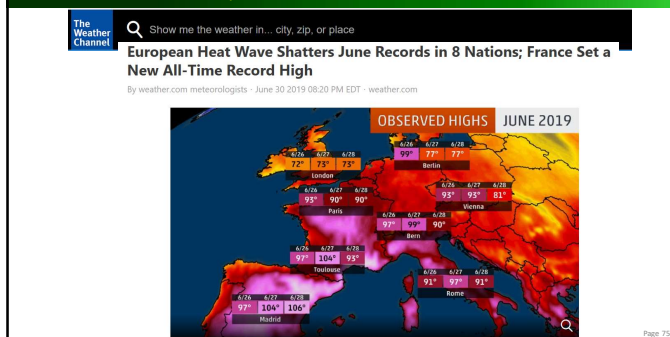 The
Weather
Channel
Show me the weather in... city, zip, or place
European Heat Wave Shatters June Records in 8 Nations; France Set a
New All-Time Record High
By weather.com meteorologists - June 30 2019 08:20 PM EDT - weather.com
OBSERVED HIGHS JUNE 2019
6/26 6/27 6/28
72° 73° 73°
London
6/26 6/27 6/28
99° 77° 77°
Berlin
6/26 6/27 6/28
93° 90° 90°
Paris
6/26 6/27 6/28
93° 93° 81°
Vienna
6/26 6/27 6/28
97° 99° 90°
Bern
6/26 6/27 6/28
97° 104° 93°
Toulouse
6/26 6/27 6/28
91° 97° 91°
Rome
6/26 6/27 6/28
97° 104° 106°
Madrid
Page 75